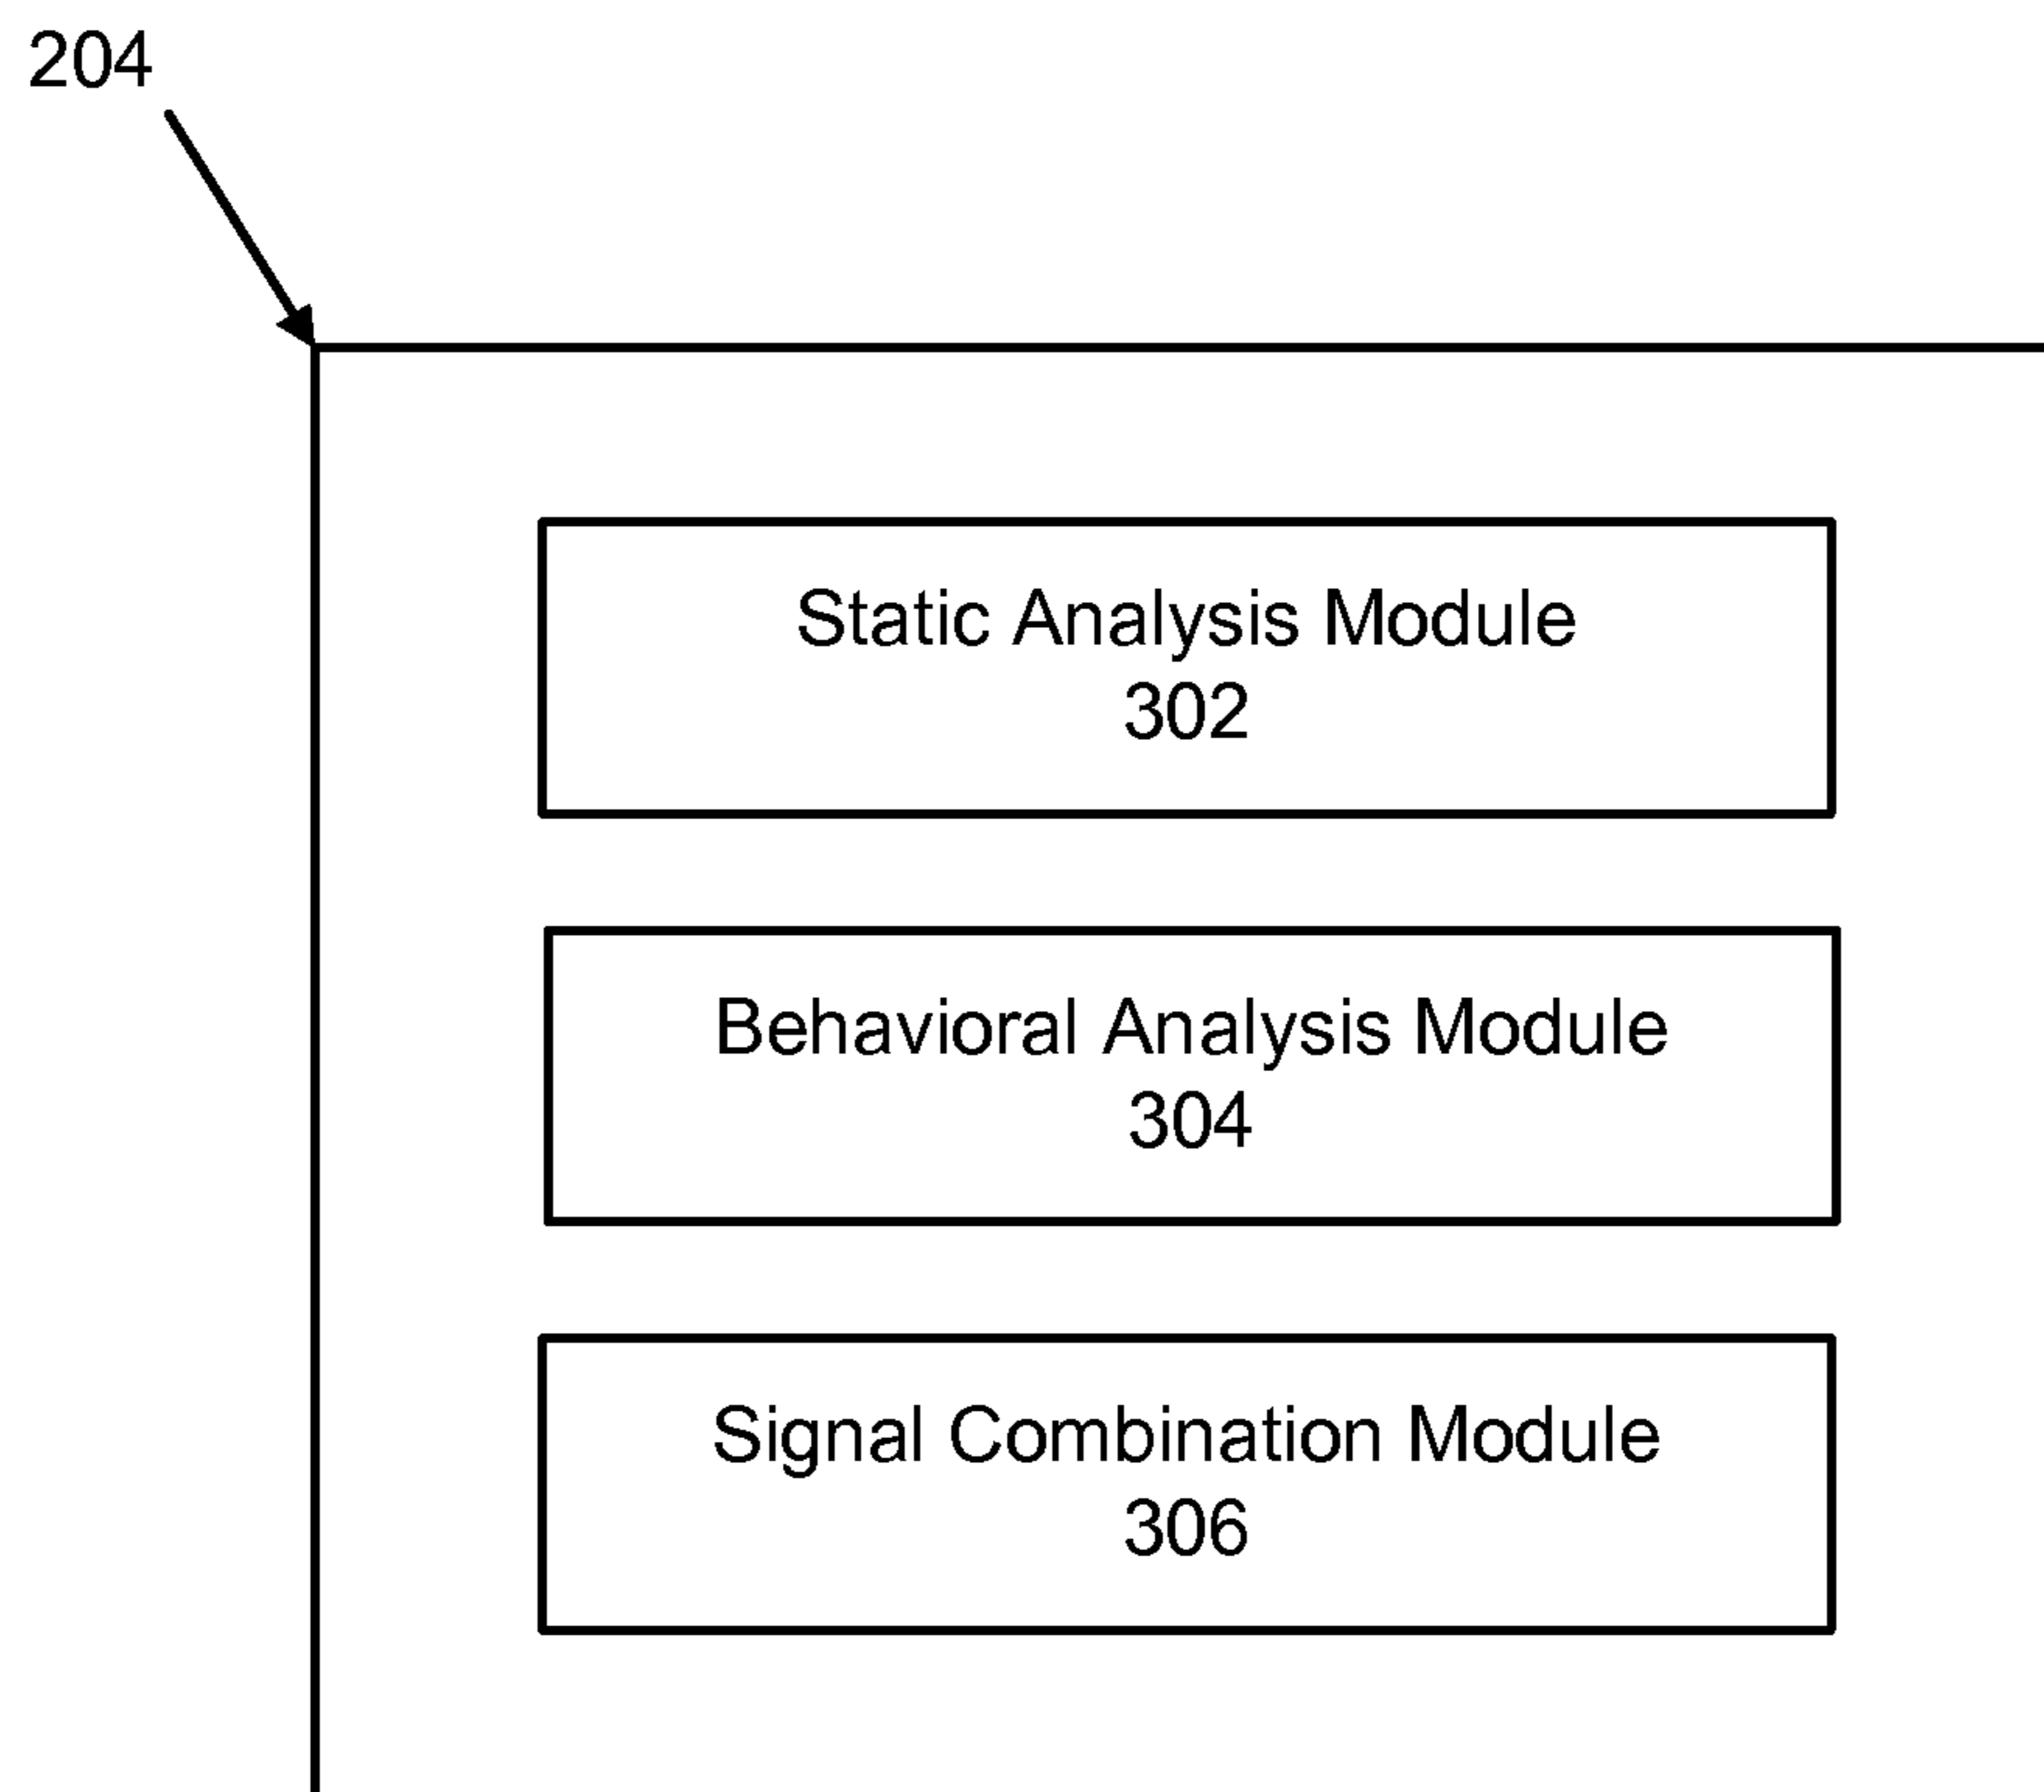 204
Static Analysis Module
302
Behavioral Analysis Module
304
Signal Combination Module
306